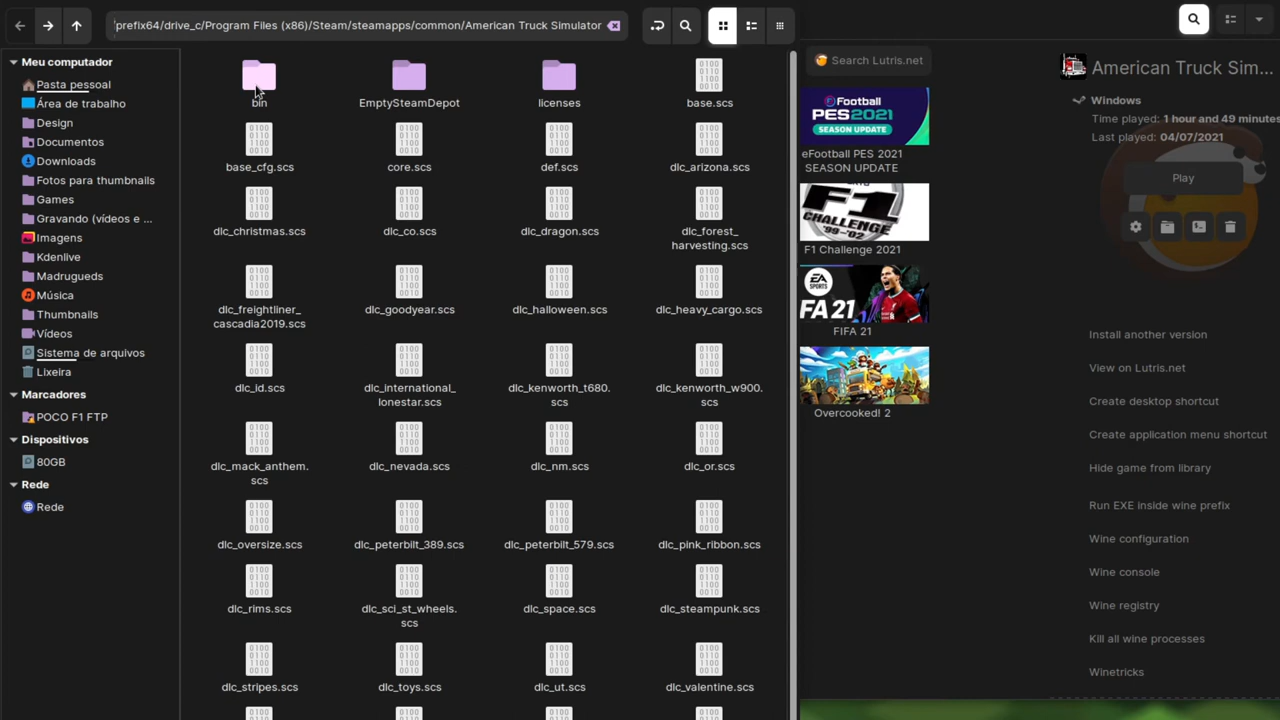 prefix64/drive_c/Program Files (x86)/Steam/steamapps/common/American Truck Simulator
Meu computador
Pasta pessoal
Área de trabalho
Design
Documentos
Downloads
Fotos para thumbnails
Games
Gravando (vídeos e ...
Imagens
Kdenlive
Madrugueds
Música
Thumbnails
Vídeos
Sistema de arquivos
Lixeira
Marcadores
POCO F1 FTP
Dispositivos
80GB
Rede
Rede
bin
EmptySteamDepot
licenses
base.scs
base_cfg.scs
core.scs
def.scs
dlc_arizona.scs
dlc_christmas.scs
dlc_co.scs
dlc_dragon.scs
dlc_forest_
harvesting.scs
dlc_freightliner_
cascadia2019.scs
dlc_goodyear.scs
dlc_halloween.scs
dlc_heavy_cargo.scs
dlc_id.scs
dlc_international_
lonestar.scs
dlc_kenworth_t680.
scs
dlc_kenworth_w900.
scs
dlc_mack_anthem.
scs
dlc_nevada.scs
dlc_nm.scs
dlc_or.scs
dlc_oversize.scs
dlc_peterbilt_389.scs
dlc_peterbilt_579.scs
dlc_pink_ribbon.scs
dlc_rims.scs
dlc_sci_st_wheels.
scs
dlc_space.scs
dlc_steampunk.scs
dlc_stripes.scs
dlc_toys.scs
dlc_ut.scs
dlc_valentine.scs
Search Lutris.net
eFootball
PES2021
SEASON UPDATE
eFootball PES 2021
SEASON UPDATE
F1
CHALLENGE
'99-'02
F1 Challenge 2021
EA
SPORTS
FA 21
FIFA 21
Overcooked! 2
American Truck Sim...
Windows
Time played: 1 hour and 49 minutes
Last played: 04/07/2021
Play
Install another version
View on Lutris.net
Create desktop shortcut
Create application menu shortcut
Hide game from library
Run EXE inside wine prefix
Wine configuration
Wine console
Wine registry
Kill all wine processes
Winetricks